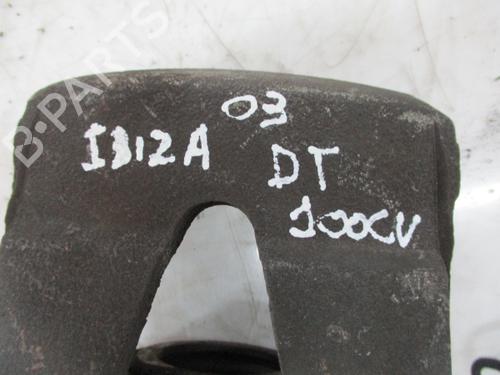 03
IBIZA
DT
100CV
B-PARTS